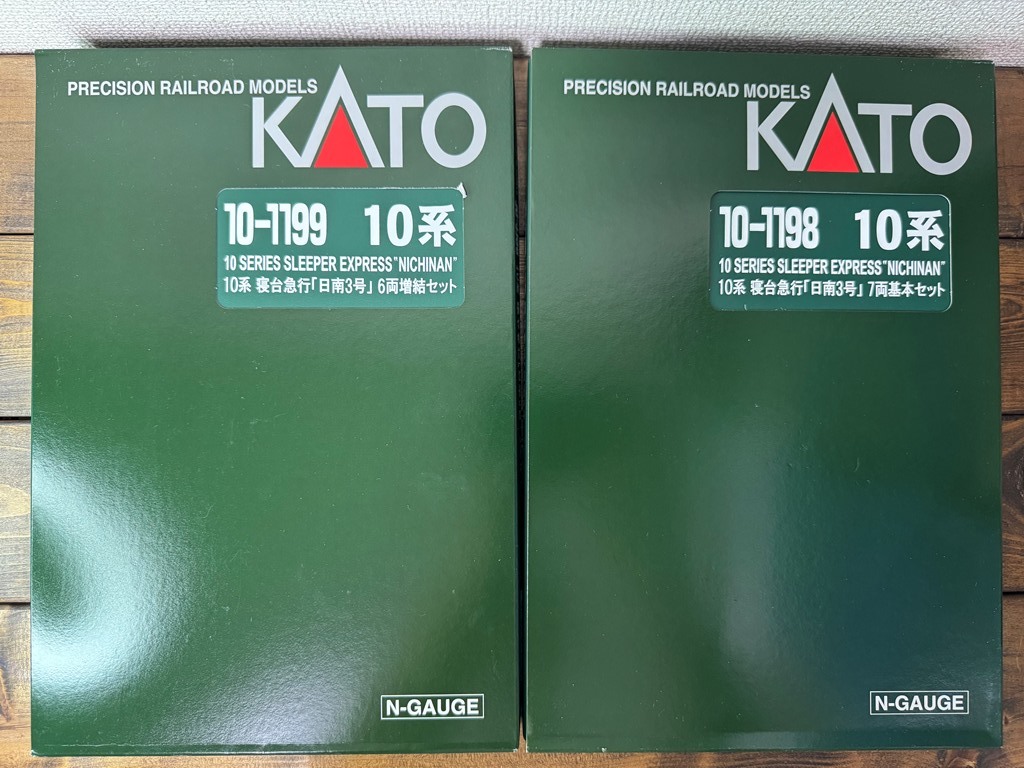 PRECISION RAILROAD MODELS
KATO
10-1199 10系
10 SERIES SLEEPER EXPRESS "NICHINAN"
10系 寝台急行「日南3号」 6両増結セット
N-GAUGE
PRECISION RAILROAD MODELS
KATO
10-1198 10系
10 SERIES SLEEPER EXPRESS "NICHINAN"
10系 寝台急行「日南3号」 7両基本セット
N-GAUGE